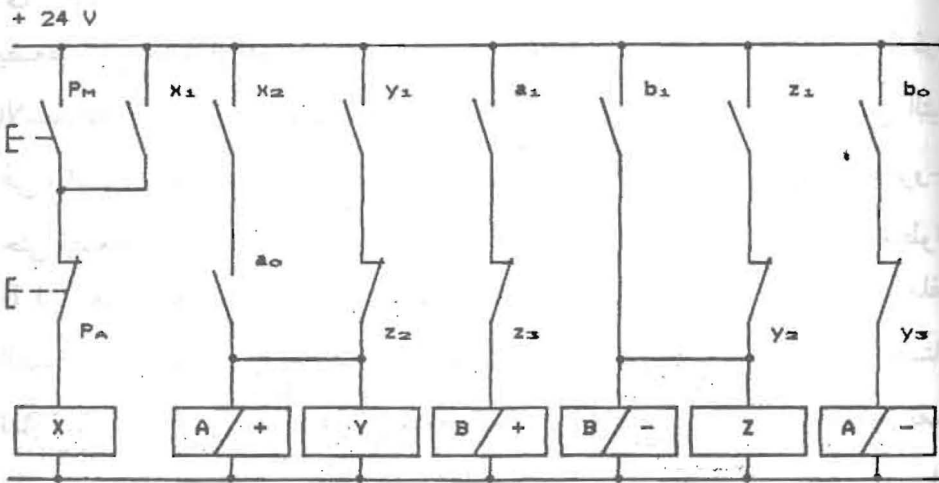 + 24 V
PM x1 x2 y1 a1 b1 z1 b0
a0
PA z2 z3 y2 y3
X A + Y B + B - Z A -